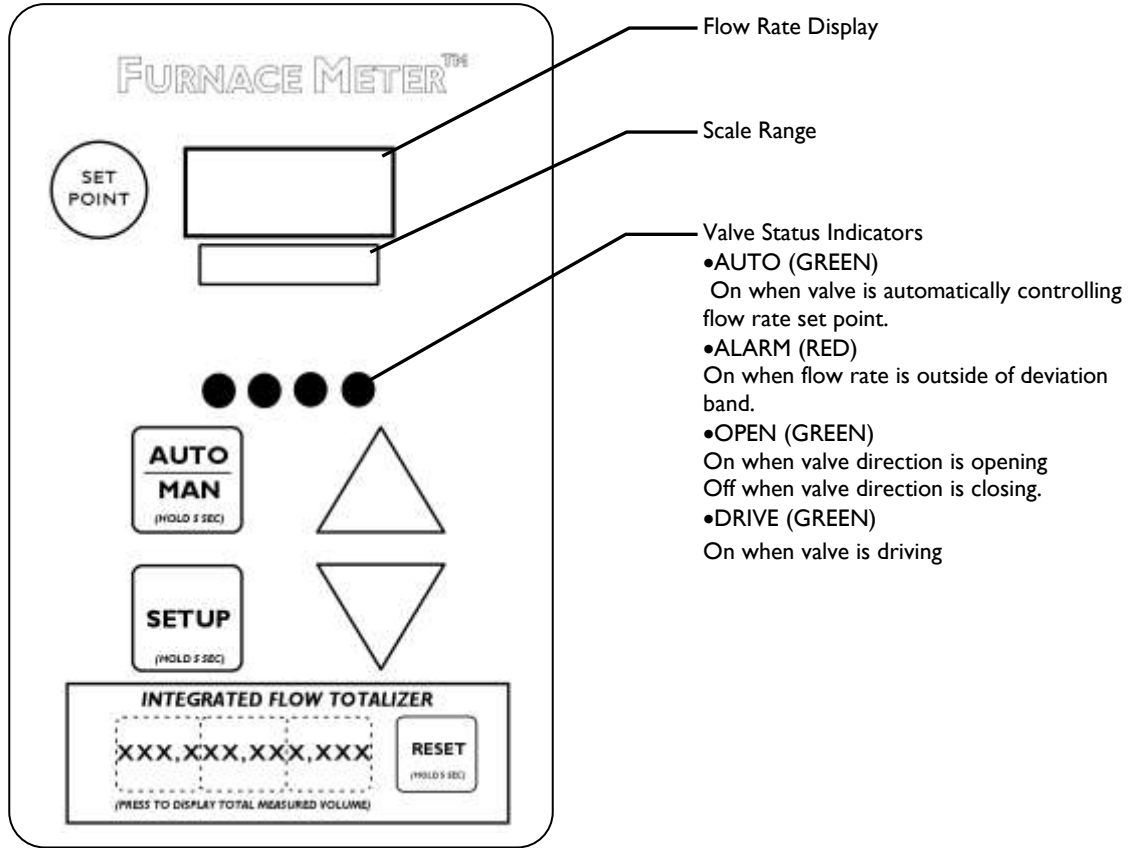 FURNACE METER™
SET
POINT
AUTO
MAN
(HOLD 5 SEC)
SETUP
(HOLD 5 SEC)
INTEGRATED FLOW TOTALIZER
XXX,XXX,XXX,XXX
RESET
(HOLD 5 SEC)
(PRESS TO DISPLAY TOTAL MEASURED VOLUME)
Flow Rate Display
Scale Range
Valve Status Indicators
•AUTO (GREEN)
On when valve is automatically controlling
flow rate set point.
•ALARM (RED)
On when flow rate is outside of deviation
band.
•OPEN (GREEN)
On when valve direction is opening
Off when valve direction is closing.
•DRIVE (GREEN)
On when valve is driving